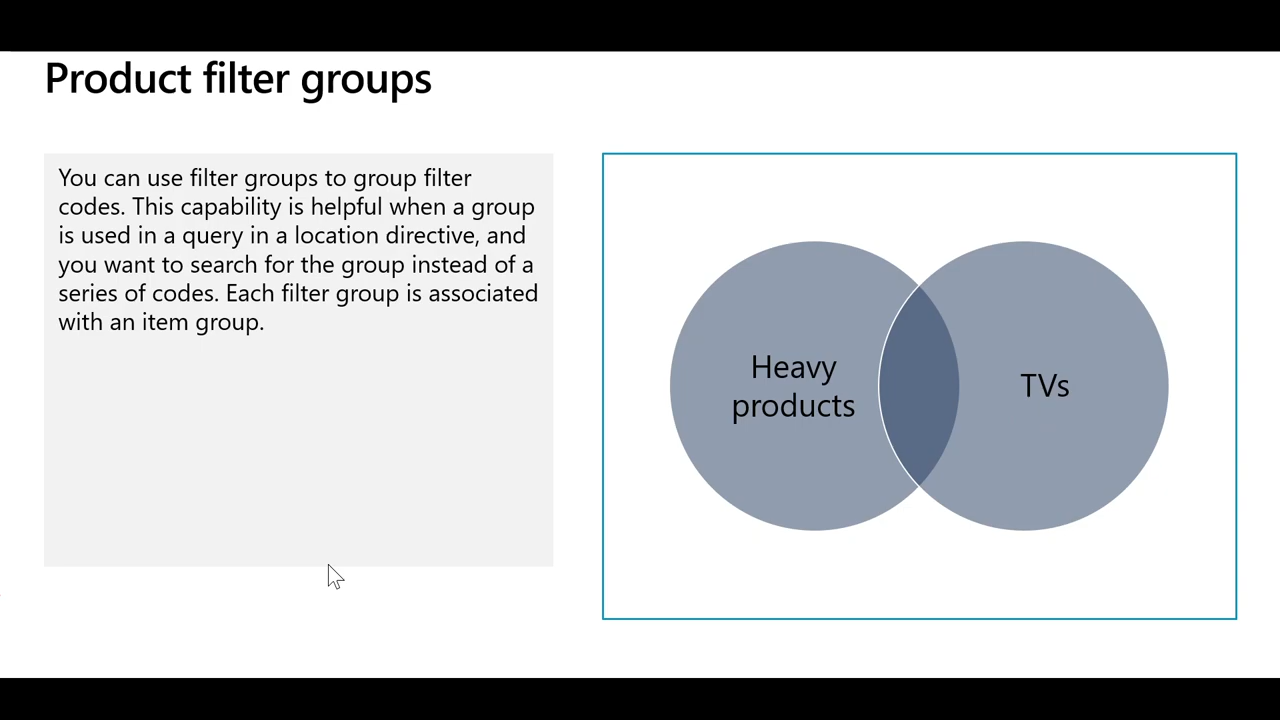 Product filter groups
You can use filter groups to group filter
codes. This capability is helpful when a group
is used in a query in a location directive, and
you want to search for the group instead of a
series of codes. Each filter group is associated
with an item group.
Heavy
products
TVs